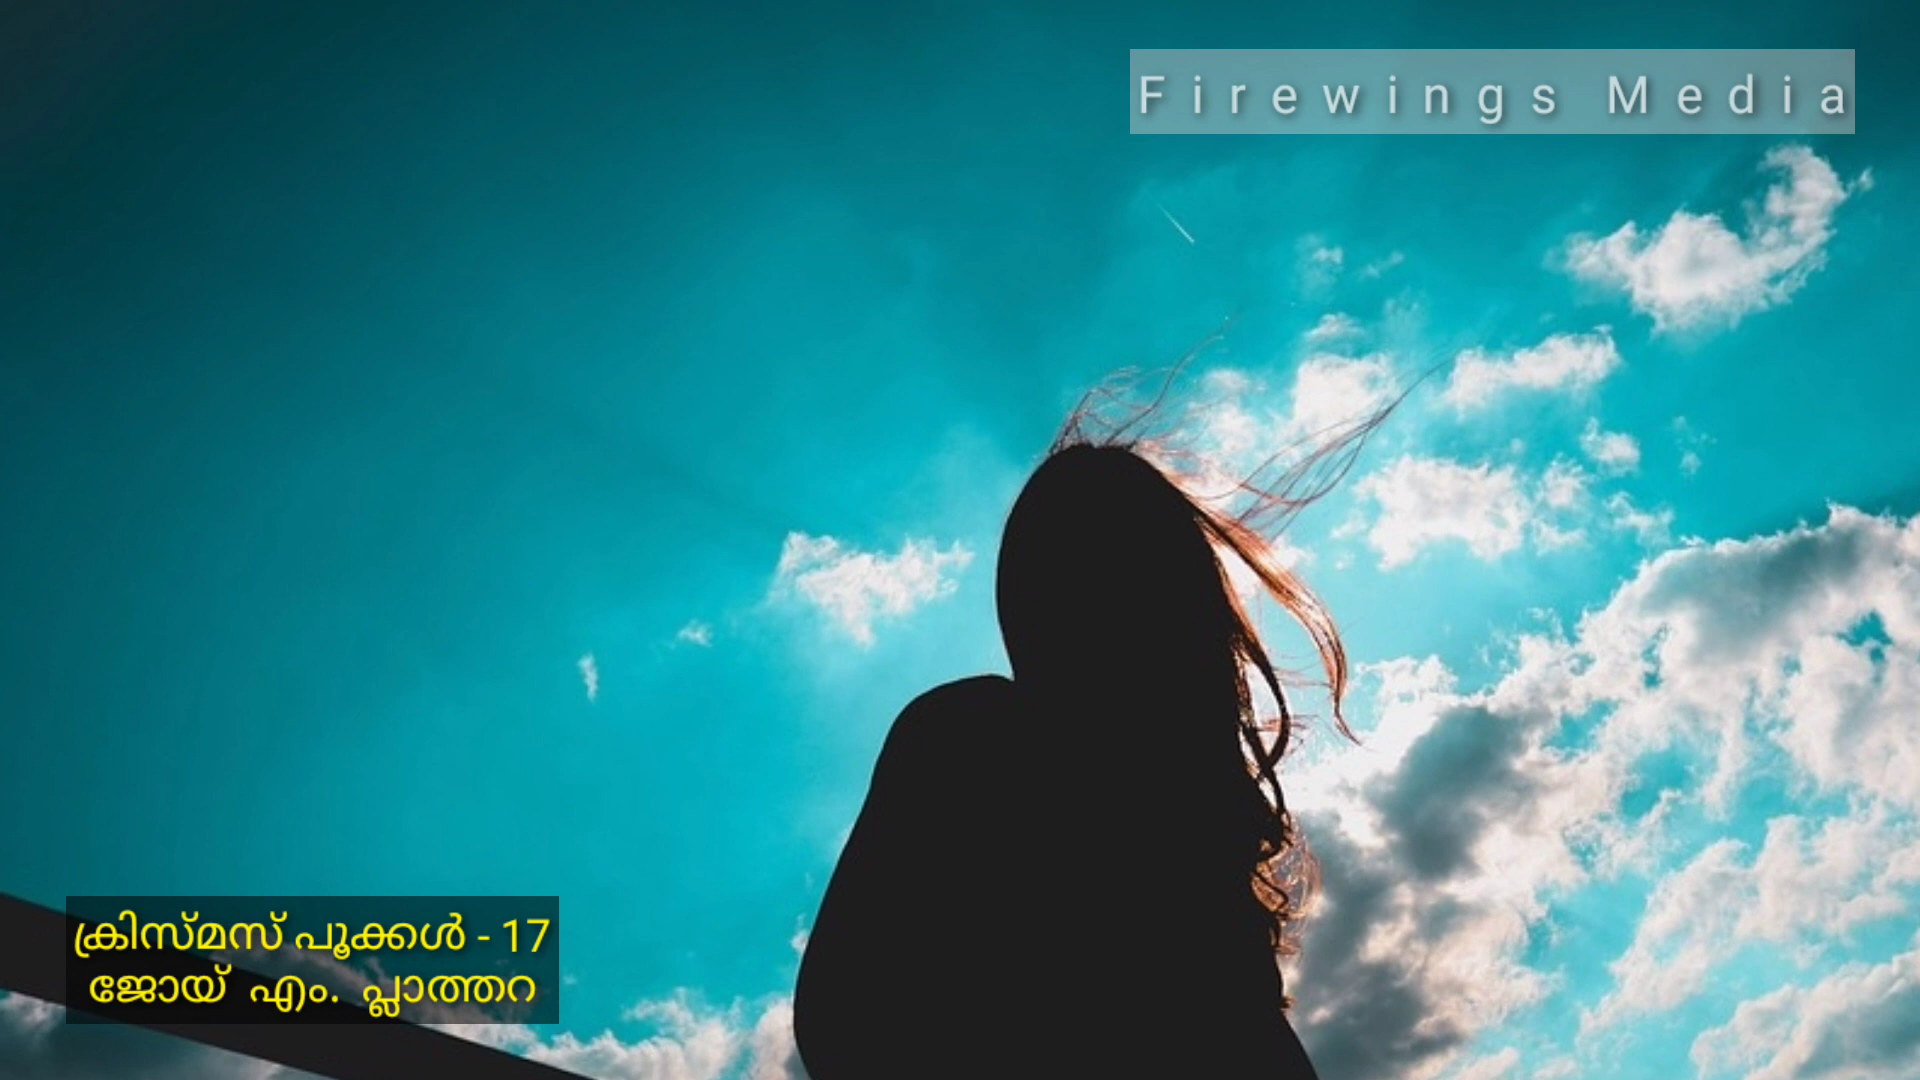 Firewings Media
ക്രിസ്മസ് പൂക്കൾ - 17
ജോയ് എം. പ്ലാത്തറ